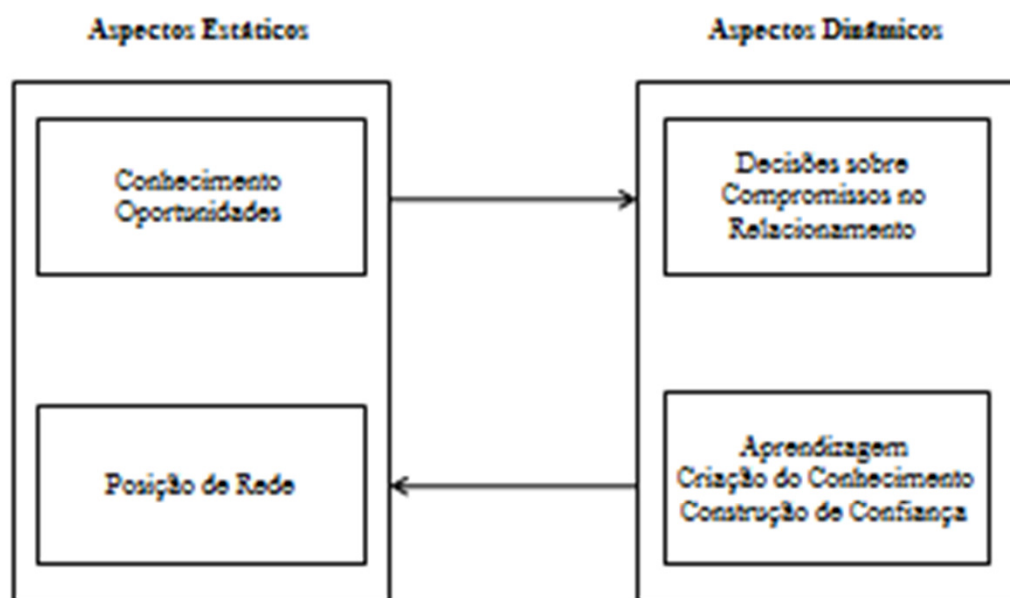 Aspectos Estáticos
Conhecimento
Oportunidades
Posição de Rede
Aspectos Dinâmicos
Decisões sobre
Compromissos no
Relacionamento
Aprendizagem
Criação do Conhecimento
Construção de Confiança